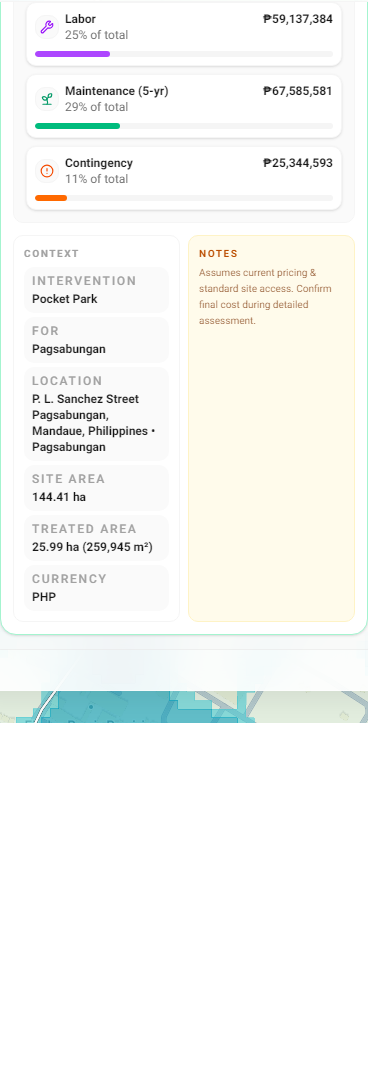 Labor
₱59,137,384
25% of total
Maintenance (5-yr)
₱67,585,581
29% of total
Contingency
₱25,344,593
11% of total
CONTEXT
INTERVENTION
Pocket Park
FOR
Pagsabungan
LOCATION
P. L. Sanchez Street
Pagsabungan,
Mandaue, Philippines •
Pagsabungan
SITE AREA
144.41 ha
TREATED AREA
25.99 ha (259,945 m²)
CURRENCY
PHP
NOTES
Assumes current pricing &
standard site access. Confirm
final cost during detailed
assessment.